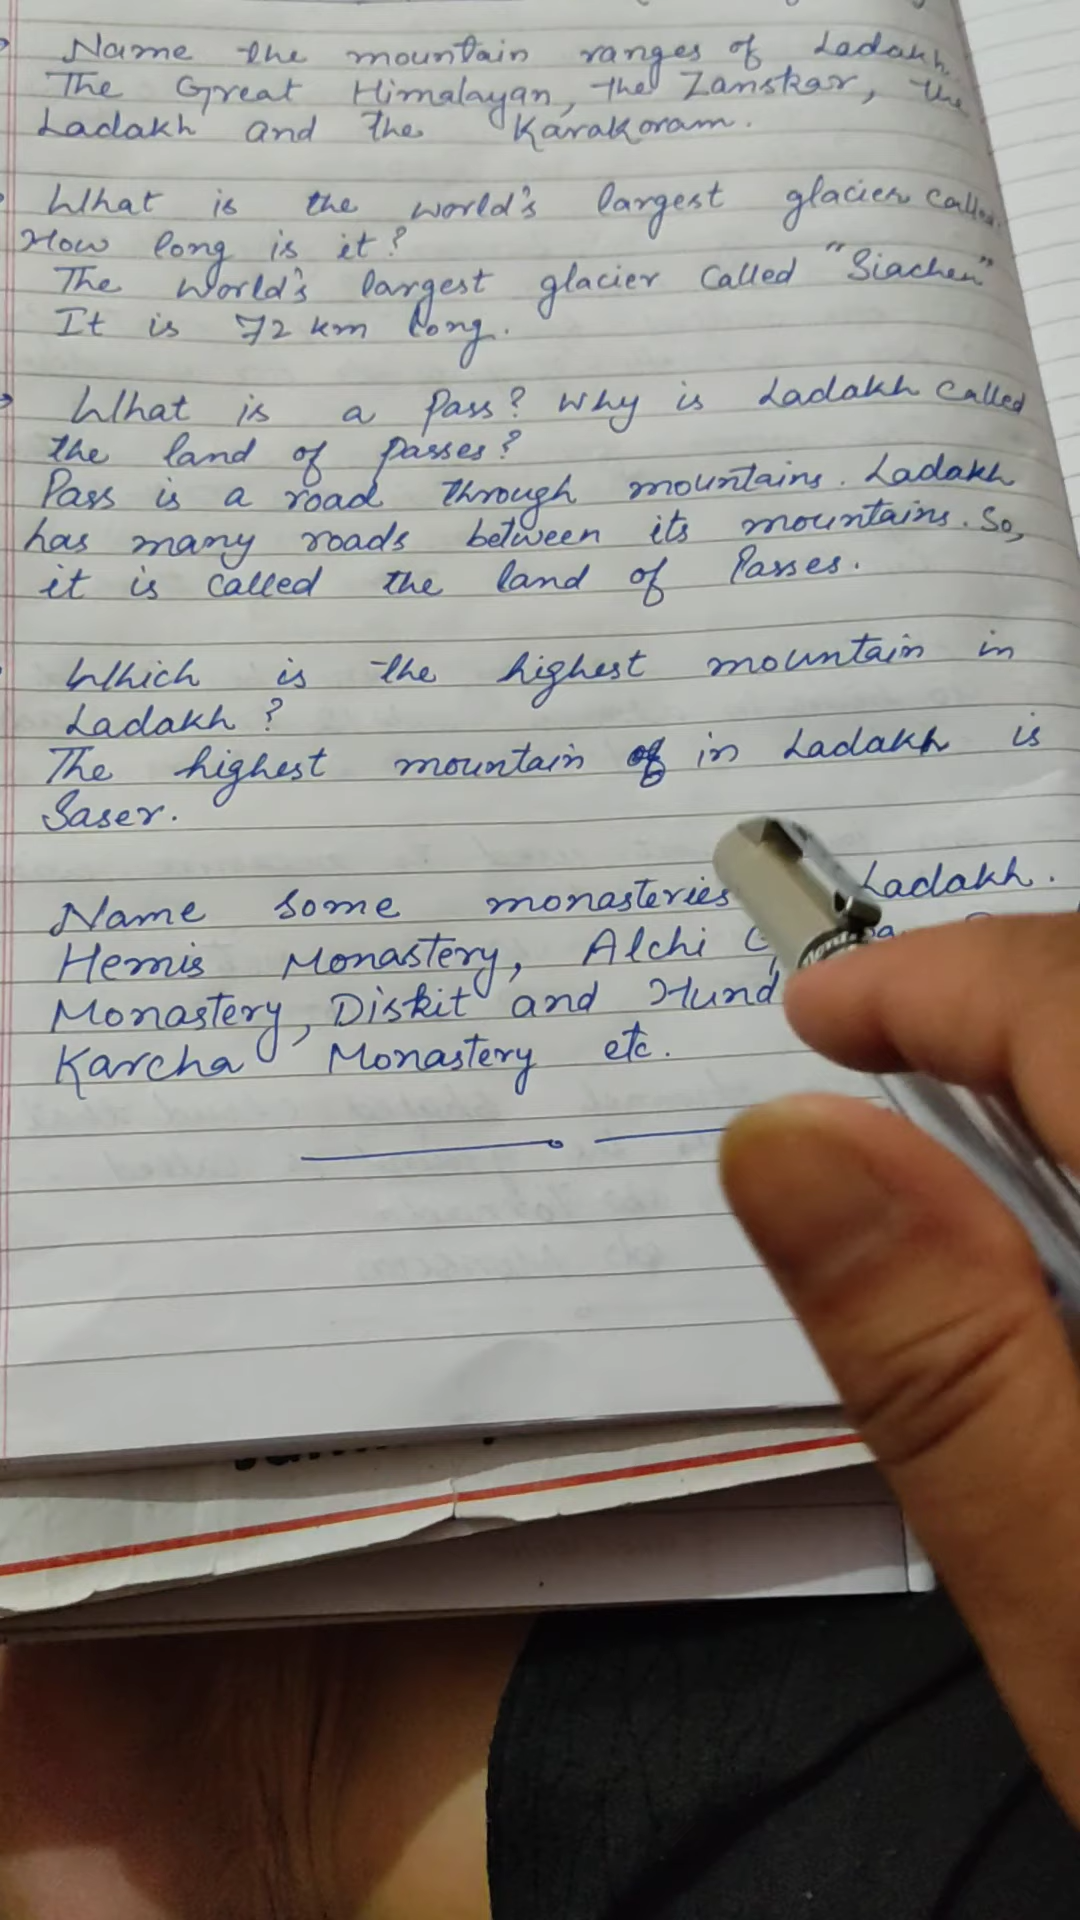 Name the mountain ranges of Ladakh.
The Great Himalayan, the Zanskar, the
Ladakh and the Karakoram.
What is the world's largest glacier called.
How long is it?
The world's largest glacier called "Siachen"
It is 72 km long.
What is a Pass? Why is Ladakh called
the land of passes?
Pass is a road through mountains. Ladakh
has many roads between its mountains. So,
it is called the land of Passes.
Which is the highest mountain in
Ladakh?
The highest mountain in Ladakh is
Saser.
Name some monasteries Ladakh.
Hemis Monastery, Alchi
Monastery, Diskit and Hund
Karcha Monastery etc.